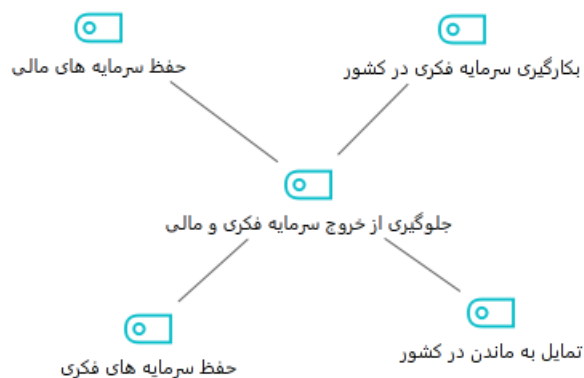 بکارگیری سرمایه فکری در کشور
حفظ سرمایه های مالی
جلوگیری از خروج سرمایه فکری و مالی
تمایل به ماندن در کشور
حفظ سرمایه های فکری